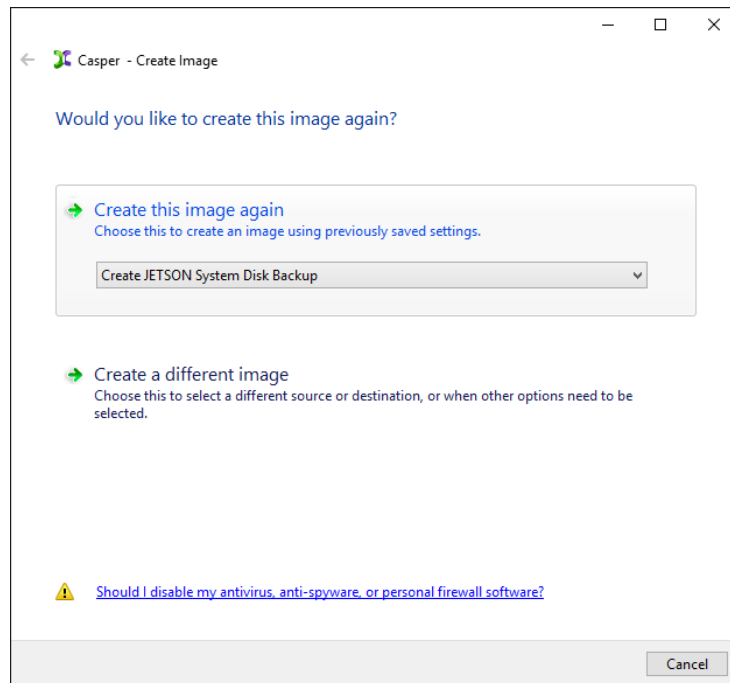 Casper - Create Image
Would you like to create this image again?
Create this image again
Choose this to create an image using previously saved settings.
Create JETSON System Disk Backup
Create a different image
Choose this to select a different source or destination, or when other options need to be
selected.
Should I disable my antivirus, anti-spyware, or personal firewall software?
Cancel